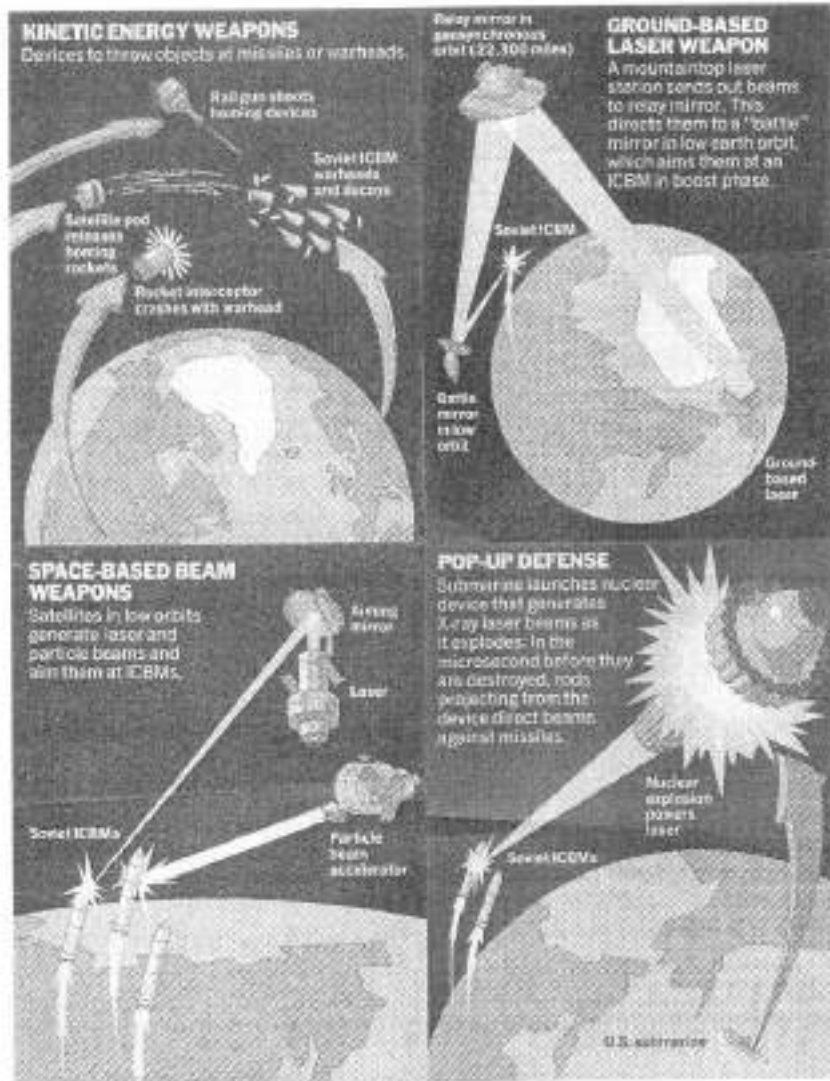 KINETIC ENERGY WEAPONS
Devices to throw objects at missiles or warheads.
Rail gun shoots
homing devices
Soviet ICBM
warheads
and decoys
Satellite pod
releases
homing
rockets
Rocket interceptor
crashes with warhead
Relay mirror in
geosynchronous
orbit (22,300 miles)
GROUND-BASED
LASER WEAPON
A mountaintop laser
station sends out beams
to relay mirror. This
directs them to a "battle"
mirror in low earth orbit,
which aims them at an
ICBM in boost phase.
Soviet ICBM
Battle
mirror
in low
orbit
Ground-
based
laser
SPACE-BASED BEAM
WEAPONS
Satellites in low orbits
generate laser and
particle beams and
aim them at ICBMs.
Aiming
mirror
Laser
Soviet ICBMs
Particle
beam
accelerator
POP-UP DEFENSE
Submarine launches nuclear
device that generates
X-ray laser beams as
it explodes. In the
microsecond before they
are destroyed, rods
projecting from the
device direct beams
against missiles.
Nuclear
explosion
powers
laser
Soviet ICBMs
U.S. submarine